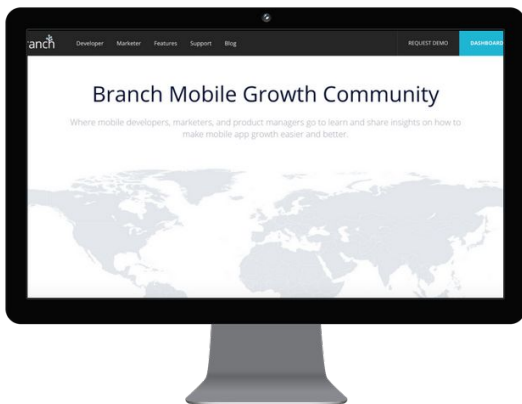 ranch Developer Marketer Features Support Blog REQUEST DEMO DASHBOARD
Branch Mobile Growth Community
Where mobile developers, marketers, and product managers go to learn and share insights on how to
make mobile app growth easier and better.